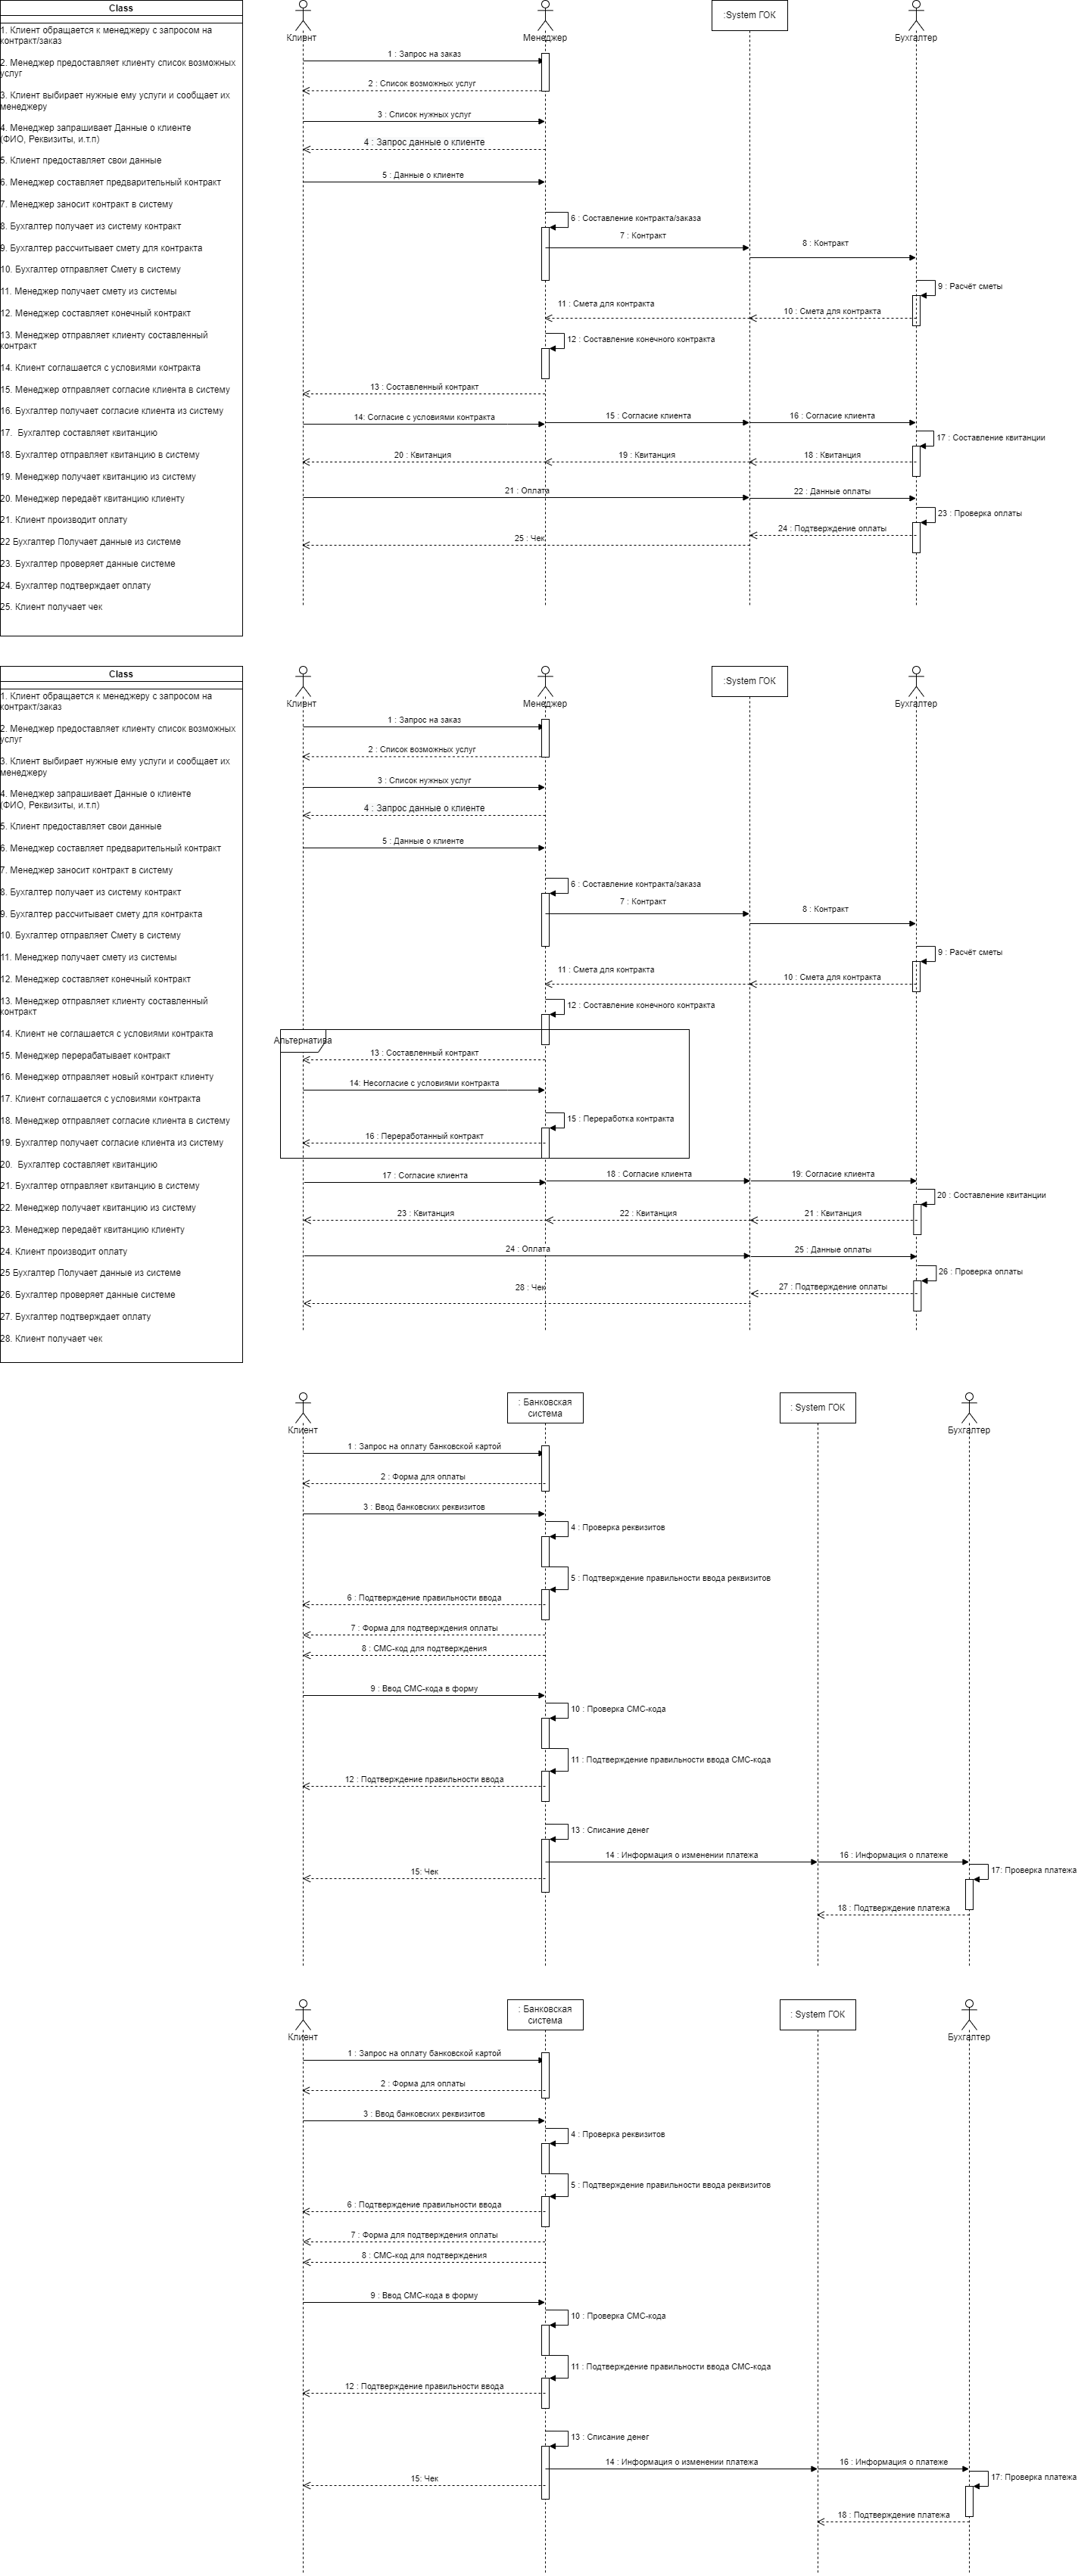 Class
1. Клиент обращается к менеджеру с запросом на
контракт/заказ
2. Менеджер предоставляет клиенту список возможных
услуг
3. Клиент выбирает нужные ему услуги и сообщает их
менеджеру
4. Менеджер запрашивает Данные о клиенте
(ФИО, Реквизиты, и.т.п)
5. Клиент предоставляет свои данные
6. Менеджер составляет предварительный контракт
7. Менеджер заносит контракт в систему
8. Бухгалтер получает из систему контракт
9. Бухгалтер рассчитывает смету для контракта
10. Бухгалтер отправляет Смету в систему
11. Менеджер получает смету из системы
12. Менеджер составляет конечный контракт
13. Менеджер отправляет клиенту составленный
контракт
14. Клиент соглашается с условиями контракта
15. Менеджер отправляет согласие клиента в систему
16. Бухгалтер получает согласие клиента из систему
17.  Бухгалтер составляет квитанцию
18. Бухгалтер отправляет квитанцию в систему
19. Менеджер получает квитанцию из систему
20. Менеджер передаёт квитанцию клиенту
21. Клиент производит оплату
22 Бухгалтер Получает данные из системе
23. Бухгалтер проверяет данные системе
24. Бухгалтер подтверждает оплату
25. Клиент получает чек
Клиент
Менеджер
:System ГОК
Бухгалтер
1 : Запрос на заказ
2 : Список возможных услуг
3 : Список нужных услуг
4 : Запрос данные о клиенте
5 : Данные о клиенте
6 : Составление контракта/заказа
7 : Контракт
8 : Контракт
9 : Расчёт сметы
10 : Смета для контракта
11 : Смета для контракта
12 : Составление конечного контракта
13 : Составленный контракт
14: Согласие с условиями контракта
15 : Согласие клиента
16 : Согласие клиента
17 : Составление квитанции
18 : Квитанция
19 : Квитанция
20 : Квитанция
21 : Оплата
22 : Данные оплаты
23 : Проверка оплаты
24 : Подтверждение оплаты
25 : Чек
Class
1. Клиент обращается к менеджеру с запросом на
контракт/заказ
2. Менеджер предоставляет клиенту список возможных
услуг
3. Клиент выбирает нужные ему услуги и сообщает их
менеджеру
4. Менеджер запрашивает Данные о клиенте
(ФИО, Реквизиты, и.т.п)
5. Клиент предоставляет свои данные
6. Менеджер составляет предварительный контракт
7. Менеджер заносит контракт в систему
8. Бухгалтер получает из систему контракт
9. Бухгалтер рассчитывает смету для контракта
10. Бухгалтер отправляет Смету в систему
11. Менеджер получает смету из системы
12. Менеджер составляет конечный контракт
13. Менеджер отправляет клиенту составленный
контракт
14. Клиент не соглашается с условиями контракта
15. Менеджер перерабатывает контракт
16. Менеджер отправляет новый контракт клиенту
17. Клиент соглашается с условиями контракта
18. Менеджер отправляет согласие клиента в систему
19. Бухгалтер получает согласие клиента из систему
20.  Бухгалтер составляет квитанцию
21. Бухгалтер отправляет квитанцию в систему
22. Менеджер получает квитанцию из систему
23. Менеджер передаёт квитанцию клиенту
24. Клиент производит оплату
25 Бухгалтер Получает данные из системе
26. Бухгалтер проверяет данные системе
27. Бухгалтер подтверждает оплату
28. Клиент получает чек
Клиент
Менеджер
:System ГОК
Бухгалтер
1 : Запрос на заказ
2 : Список возможных услуг
3 : Список нужных услуг
4 : Запрос данные о клиенте
5 : Данные о клиенте
6 : Составление контракта/заказа
7 : Контракт
8 : Контракт
9 : Расчёт сметы
10 : Смета для контракта
11 : Смета для контракта
12 : Составление конечного контракта
Альтернатива
13 : Составленный контракт
14: Несогласие с условиями контракта
15 : Переработка контракта
16 : Переработанный контракт
17 : Согласие клиента
18 : Согласие клиента
19: Согласие клиента
20 : Составление квитанции
21 : Квитанция
22 : Квитанция
23 : Квитанция
24 : Оплата
25 : Данные оплаты
26 : Проверка оплаты
27 : Подтверждение оплаты
28 : Чек
Клиент
: Банковская
система
: System ГОК
Бухгалтер
1 : Запрос на оплату банковской картой
2 : Форма для оплаты
3 : Ввод банковских реквизитов
4 : Проверка реквизитов
5 : Подтверждение правильности ввода реквизитов
6 : Подтверждение правильности ввода
7 : Форма для подтверждения оплаты
8 : СМС-код для подтверждения
9 : Ввод СМС-кода в форму
10 : Проверка СМС-кода
11 : Подтверждение правильности ввода СМС-кода
12 : Подтверждение правильности ввода
13 : Списание денег
14 : Информация о изменении платежа
16 : Информация о платеже
15: Чек
17: Проверка платежа
18 : Подтверждение платежа
Клиент
: Банковская
система
: System ГОК
Бухгалтер
1 : Запрос на оплату банковской картой
2 : Форма для оплаты
3 : Ввод банковских реквизитов
4 : Проверка реквизитов
5 : Подтверждение правильности ввода реквизитов
6 : Подтверждение правильности ввода
7 : Форма для подтверждения оплаты
8 : СМС-код для подтверждения
9 : Ввод СМС-кода в форму
10 : Проверка СМС-кода
11 : Подтверждение правильности ввода СМС-кода
12 : Подтверждение правильности ввода
13 : Списание денег
14 : Информация о изменении платежа
16 : Информация о платеже
15: Чек
17: Проверка платежа
18 : Подтверждение платежа